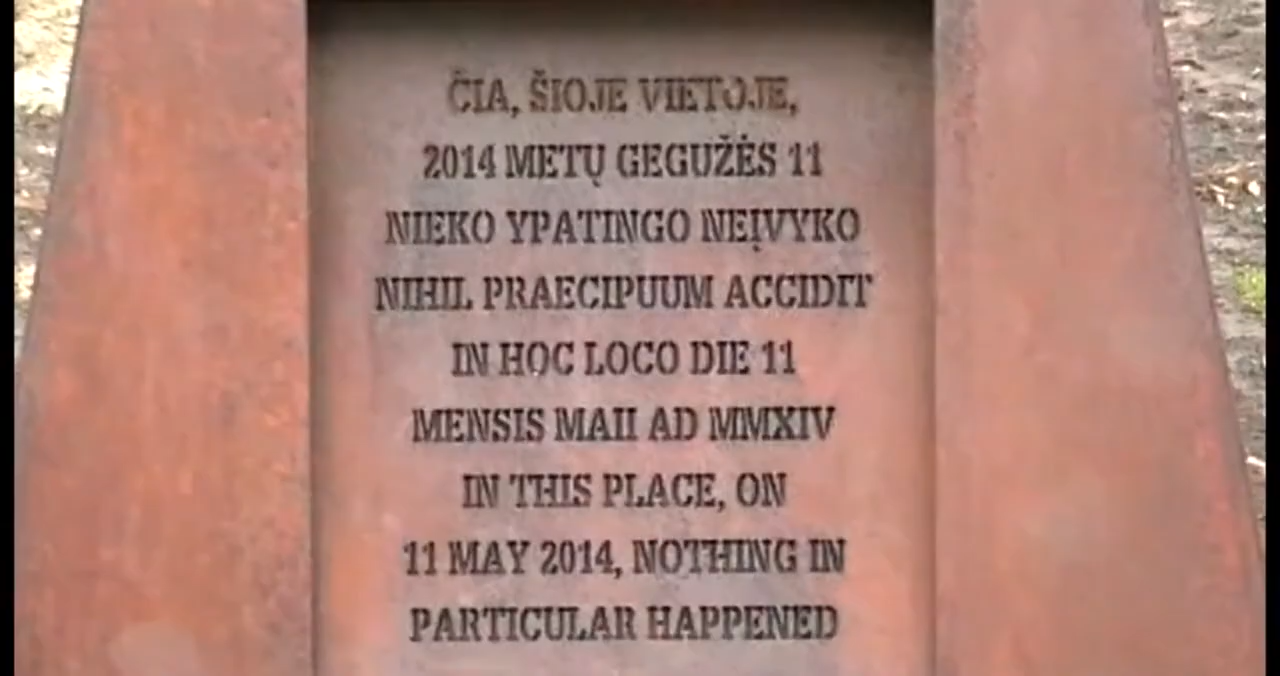 ČIA, ŠIOJE VIETOJE,
2014 METŲ GEGUŽĖS 11
NIEKO YPATINGO NEĮVYKO
NIHIL PRAECIPUUM ACCIDIT
IN HOC LOCO DIE 11
MENSIS MAII AD MMXIV
IN THIS PLACE, ON
11 MAY 2014, NOTHING IN
PARTICULAR HAPPENED